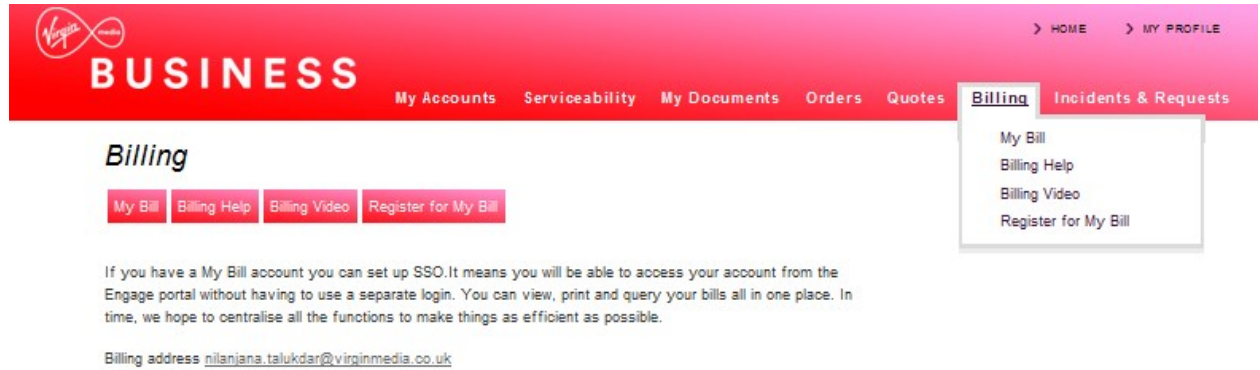 Virgin media
BUSINESS
HOME MY PROFILE
My Accounts Serviceability My Documents Orders Quotes Billing Incidents & Requests
My Bill
Billing Help
Billing Video
Register for My Bill
Billing
My Bill Billing Help Billing Video Register for My Bill
If you have a My Bill account you can set up SSO.It means you will be able to access your account from the
Engage portal without having to use a separate login. You can view, print and query your bills all in one place. In
time, we hope to centralise all the functions to make things as efficient as possible.
Billing address nilanjana.talukdar@virginmedia.co.uk